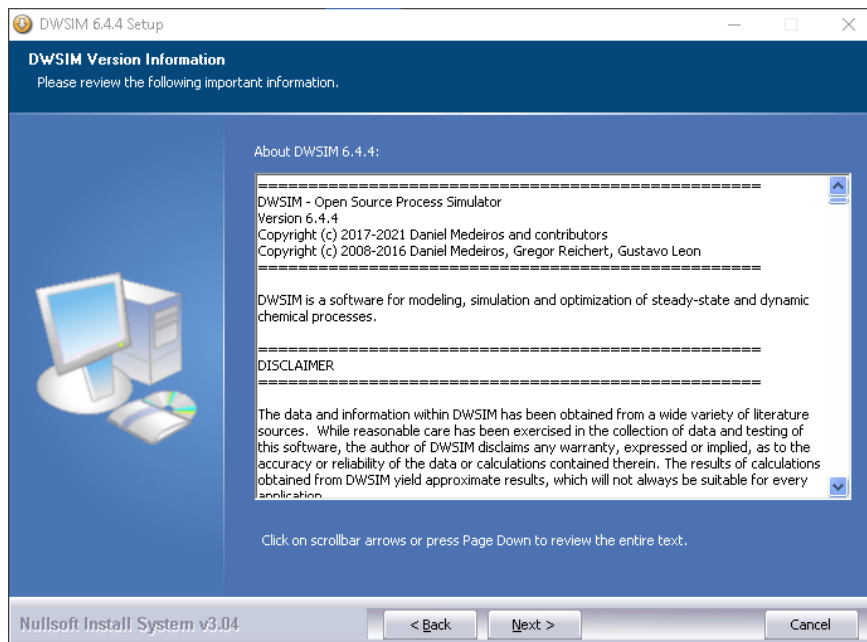 DWSIM 6.4.4 Setup
DWSIM Version Information
Please review the following important information.
About DWSIM 6.4.4:
==================================================
DWSIM - Open Source Process Simulator
Version 6.4.4
Copyright (c) 2017-2021 Daniel Medeiros and contributors
Copyright (c) 2008-2016 Daniel Medeiros, Gregor Reichert, Gustavo Leon
==================================================
DWSIM is a software for modeling, simulation and optimization of steady-state and dynamic
chemical processes.
==================================================
DISCLAIMER
==================================================
The data and information within DWSIM has been obtained from a wide variety of literature
sources.  While reasonable care has been exercised in the collection of data and testing of
this software, the author of DWSIM disclaims any warranty, expressed or implied, as to the
accuracy or reliability of the data or calculations contained therein. The results of calculations
obtained from DWSIM yield approximate results, which will not always be suitable for every
application.
Click on scrollbar arrows or press Page Down to review the entire text.
Nullsoft Install System v3.04
< Back
Next >
Cancel